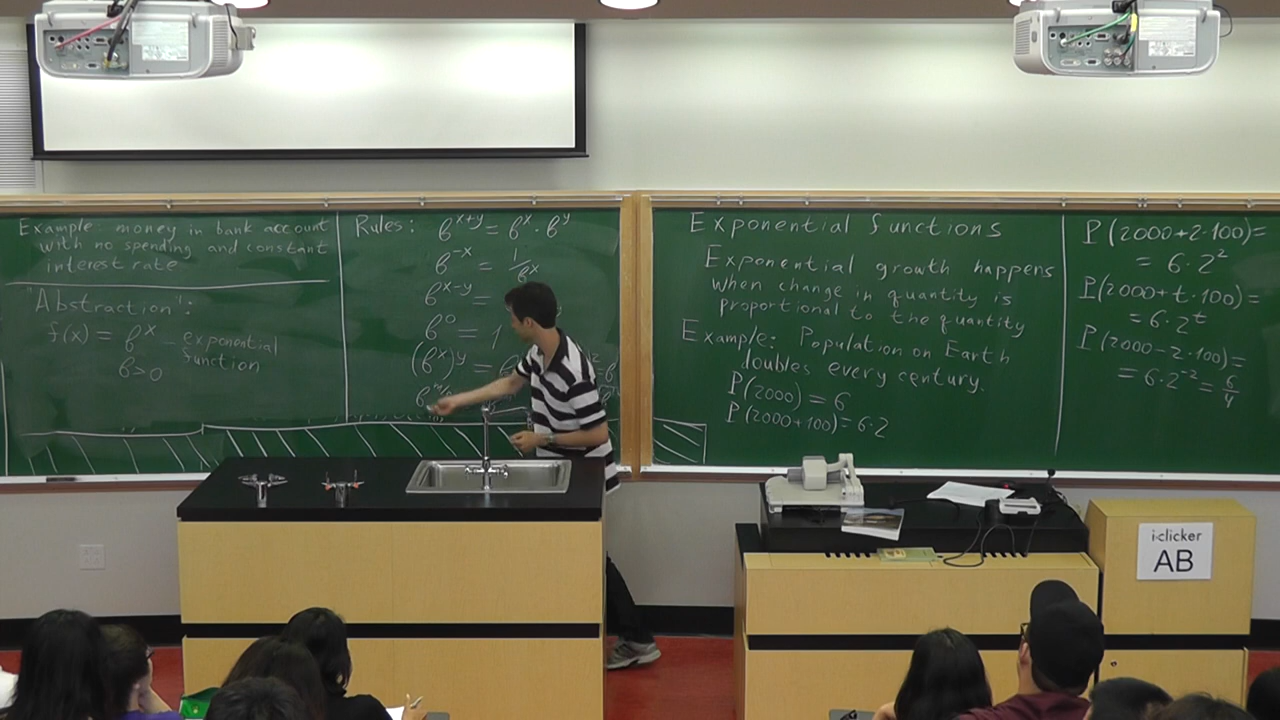 Example: money in bank account
with no spending and constant
interest rate
"Abstraction":
f(x) = b^x - exponential
function
b>0
Rules: b^{x+y} = b^x · b^y
b^{-x} = 1/b^x
b^{x-y} =
b^0 = 1
(b^x)^y =
Exponential functions
Exponential growth happens
when change in quantity is
proportional to the quantity
Example: Population on Earth
doubles every century.
P(2000) = 6
P(2000+100) = 6·2
P(2000+2·100) =
= 6·2^2
P(2000+t·100) =
= 6·2^t
P(2000-2·100) =
= 6·2^{-2} = 6/4
i-clicker
AB